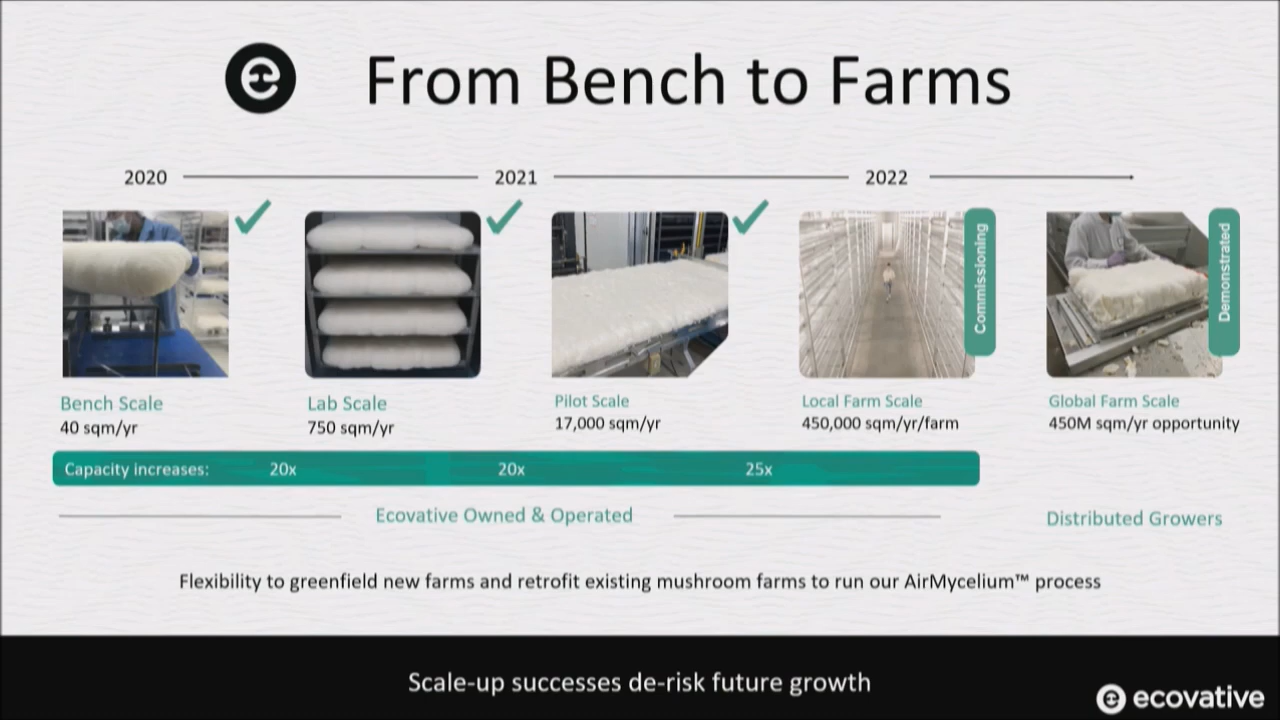 From Bench to Farms
2020
2021
2022
Commissioning
Demonstrated
Bench Scale
40 sqm/yr
Lab Scale
750 sqm/yr
Pilot Scale
17,000 sqm/yr
Local Farm Scale
450,000 sqm/yr/farm
Global Farm Scale
450M sqm/yr opportunity
Capacity increases: 20x 20x 25x
Ecovative Owned & Operated
Distributed Growers
Flexibility to greenfield new farms and retrofit existing mushroom farms to run our AirMycelium™ process
Scale-up successes de-risk future growth
ecovative